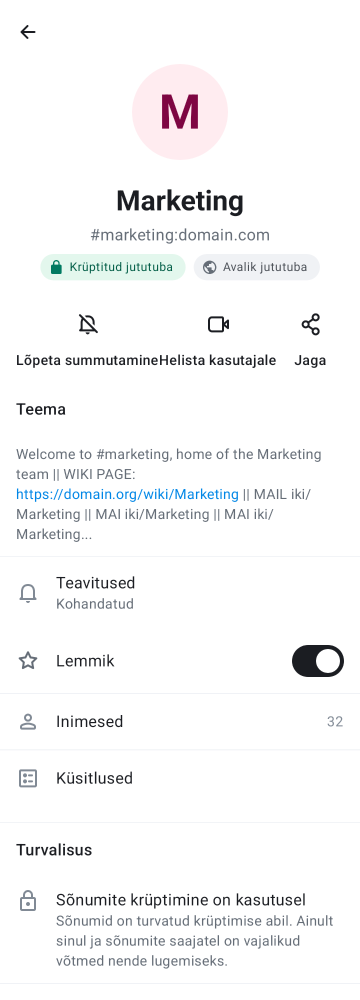 M
Marketing
#marketing:domain.com
Krüptitud jututuba
Avalik jututuba
Lõpeta summutamine
Helista kasutajale
Jaga
Teema
Welcome to #marketing, home of the Marketing
team || WIKI PAGE:
https://domain.org/wiki/Marketing || MAIL iki/
Marketing || MAI iki/Marketing || MAI iki/
Marketing...
Teavitused
Kohandatud
Lemmik
Inimesed 32
Küsitlused
Turvalisus
Sõnumite krüptimine on kasutusel
Sõnumid on turvatud krüptimise abil. Ainult
sinul ja sõnumite saajatel on vajalikud
võtmed nende lugemiseks.